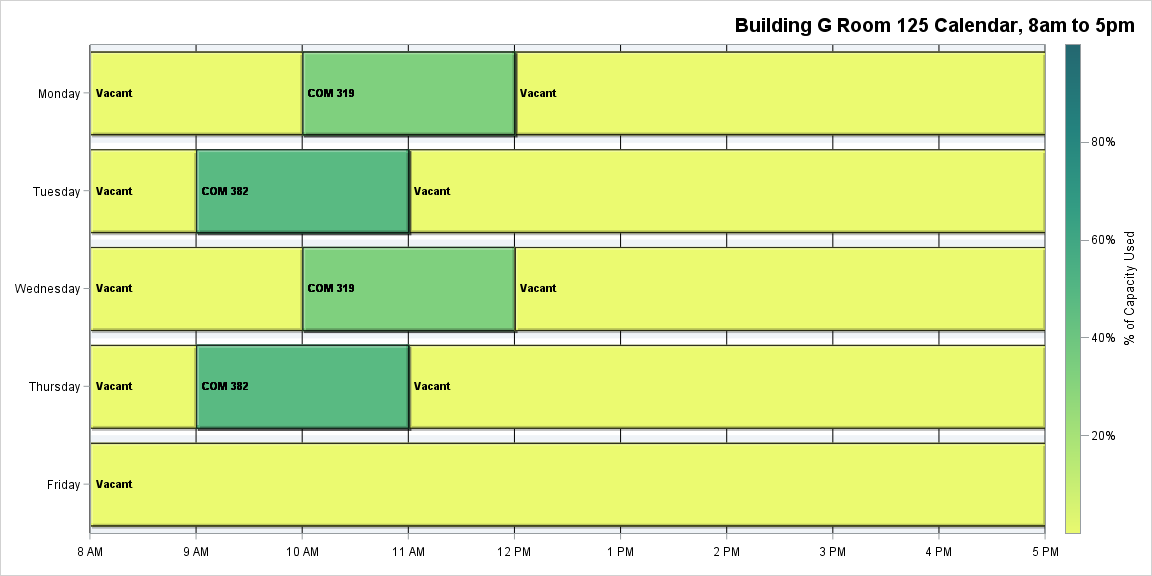 Building G Room 125 Calendar, 8am to 5pm
Monday Vacant COM 319 Vacant
Tuesday Vacant COM 382 Vacant
Wednesday Vacant COM 319 Vacant
Thursday Vacant COM 382 Vacant
Friday Vacant
8 AM 9 AM 10 AM 11 AM 12 PM 1 PM 2 PM 3 PM 4 PM 5 PM
80%
60%
40%
20%
% of Capacity Used